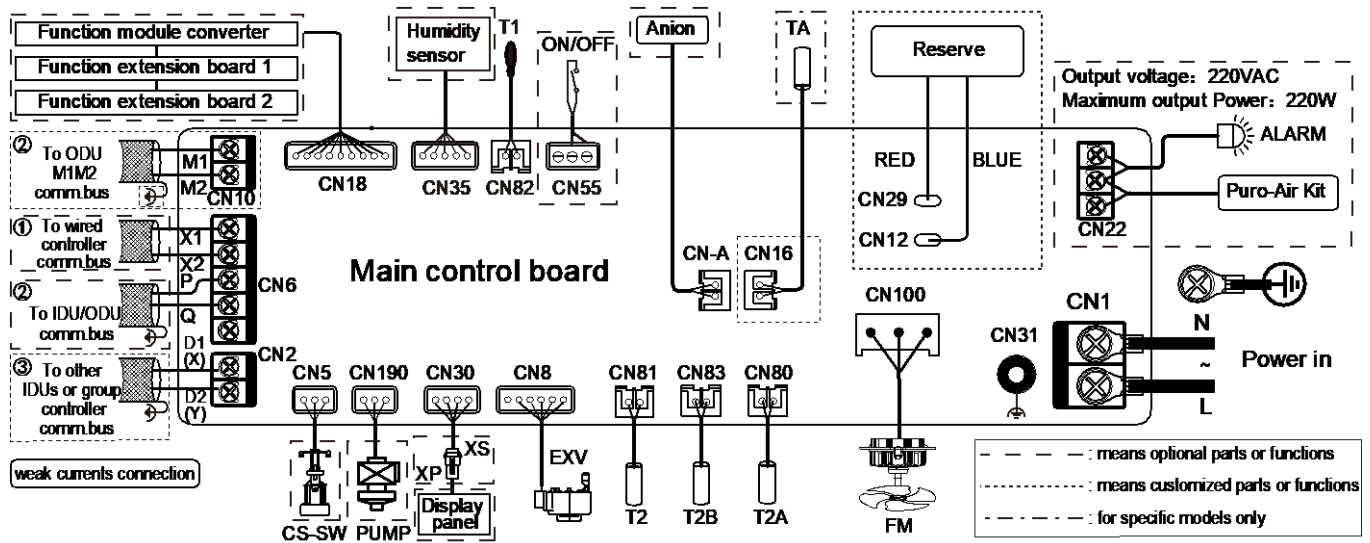 Function module converter
Function extension board 1
Function extension board 2
Humidity
sensor
T1
ON/OFF
Anion
TA
Reserve
RED
BLUE
CN29
CN12
Output voltage: 220VAC
Maximum output Power: 220W
ALARM
Puro-Air Kit
CN22
② To ODU
M1M2
comm.bus
M1
M2
CN10
CN18
CN35
CN82
CN55
① To wired
controller
comm.bus
X1
X2
P
CN6
② To IDU/ODU
comm.bus
Q
Main control board
CN-A
CN16
CN100
CN31
CN1
N
~
L
Power in
D1
(X)
CN2
③ To other
IDUs or group
controller
comm.bus
D2
(Y)
CN5
CN190
CN30
CN8
CN81
CN83
CN80
weak currents connection
CS-SW
PUMP
XP
XS
Display
panel
EXV
T2
T2B
T2A
FM
: means optional parts or functions
: means customized parts or functions
: for specific models only